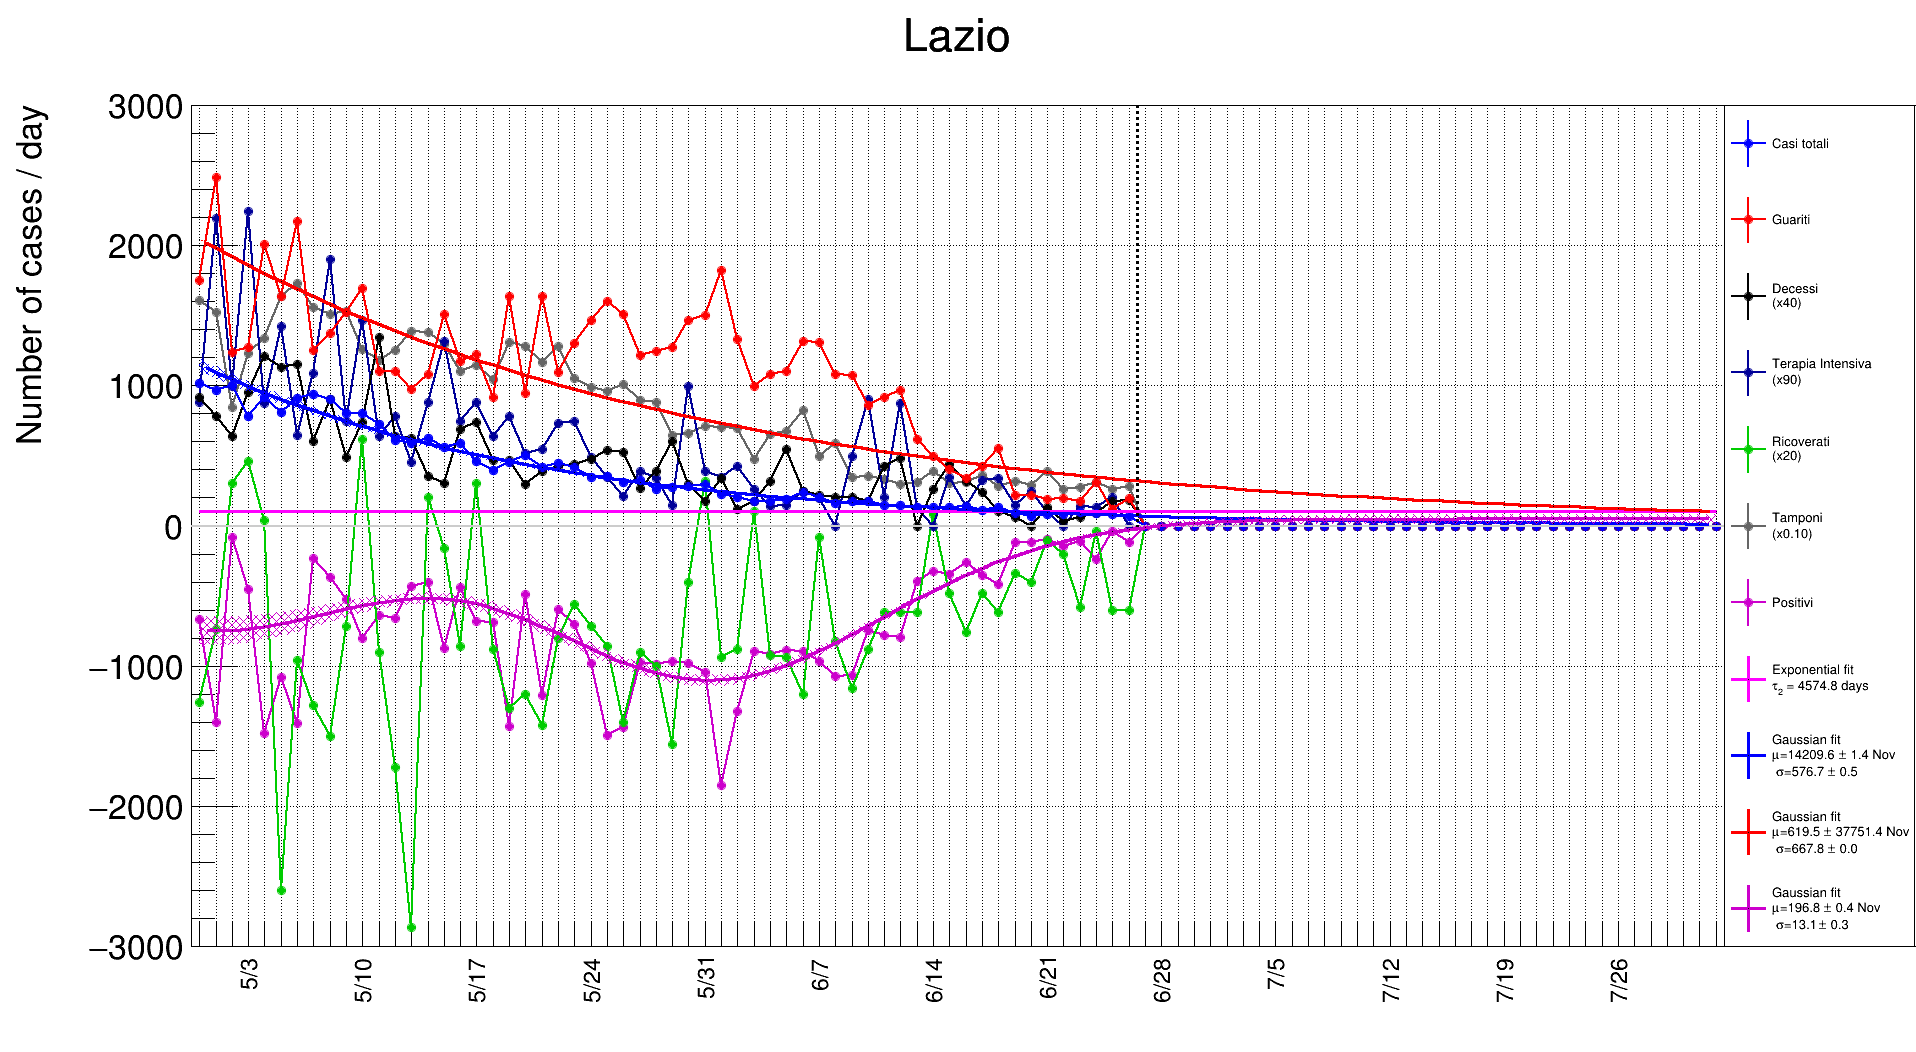 Lazio
Number of cases / day
3000
2000
1000
0
−1000
−2000
−3000
5/3
5/10
5/17
5/24
5/31
6/7
6/14
6/21
6/28
7/5
7/12
7/19
7/26
Casi totali
Guariti
Decessi
(x40)
Terapia Intensiva
(x90)
Ricoverati
(x20)
Tamponi
(x0.10)
Positivi
Exponential fit
τ2 = 4574.8 days
Gaussian fit
μ=14209.6 ± 1.4 Nov
σ=576.7 ± 0.5
Gaussian fit
μ=619.5 ± 37751.4 Nov
σ=667.8 ± 0.0
Gaussian fit
μ=196.8 ± 0.4 Nov
σ=13.1 ± 0.3